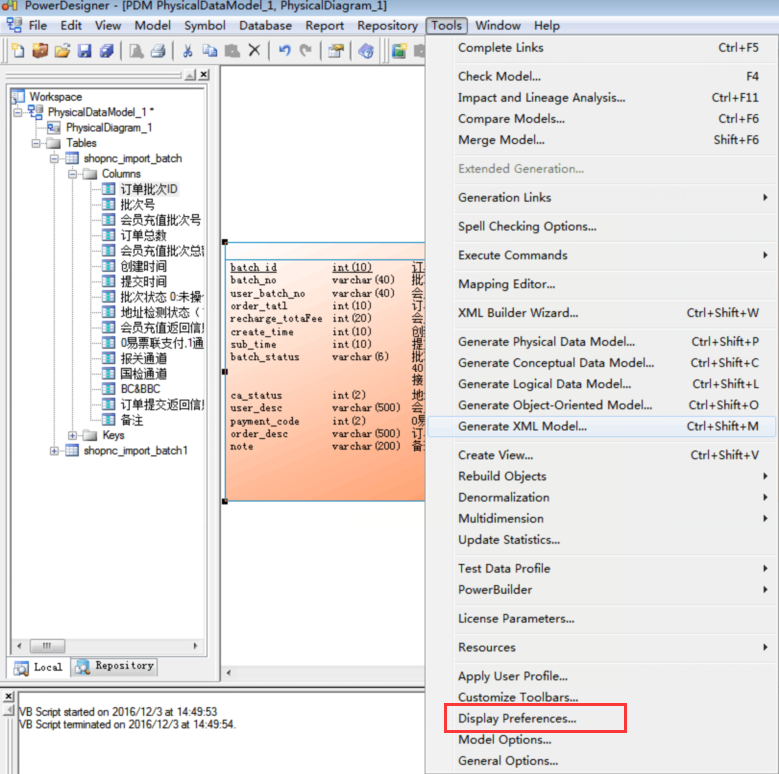 PowerDesigner - [PDM PhysicalDataModel_1, PhysicalDiagram_1]
File Edit View Model Symbol Database Report Repository Tools Window Help
Workspace
PhysicalDataModel_1 *
PhysicalDiagram_1
Tables
shopnc_import_batch
Columns
订单批次ID
批次号
会员充值批次号
订单总数
会员充值批次总
创建时间
提交时间
批次状态 0:未操
地址检测状态（
会员充值返回信
0易票联支付,1通
报关通道
国检通道
BC&BBC
订单提交返回信
备注
Keys
shopnc_import_batch1
Local Repository
batch_id int(10) 订
batch_no varchar(40) 批
user_batch_no varchar(40) 会
order_tatl int(10) 订
recharge_totaFee int(20) 会
create_time int(10) 创
sub_time int(10) 提
batch_status varchar(6) 批
40
接
ca_status int(2) 地
user_desc varchar(500) 会
payment_code int(2) 0易
order_desc varchar(500) 订
note varchar(200) 备
Complete Links Ctrl+F5
Check Model... F4
Impact and Lineage Analysis... Ctrl+F11
Compare Models... Ctrl+F6
Merge Model... Shift+F6
Extended Generation...
Generation Links
Spell Checking Options...
Execute Commands
Mapping Editor...
XML Builder Wizard... Ctrl+Shift+W
Generate Physical Data Model... Ctrl+Shift+P
Generate Conceptual Data Model... Ctrl+Shift+C
Generate Logical Data Model... Ctrl+Shift+L
Generate Object-Oriented Model... Ctrl+Shift+O
Generate XML Model... Ctrl+Shift+M
Create View... Ctrl+Shift+V
Rebuild Objects
Denormalization
Multidimension
Update Statistics...
Test Data Profile
PowerBuilder
License Parameters...
Resources
Apply User Profile...
Customize Toolbars...
Display Preferences...
Model Options...
General Options...
VB Script started on 2016/12/3 at 14:49:53
VB Script terminated on 2016/12/3 at 14:49:54.